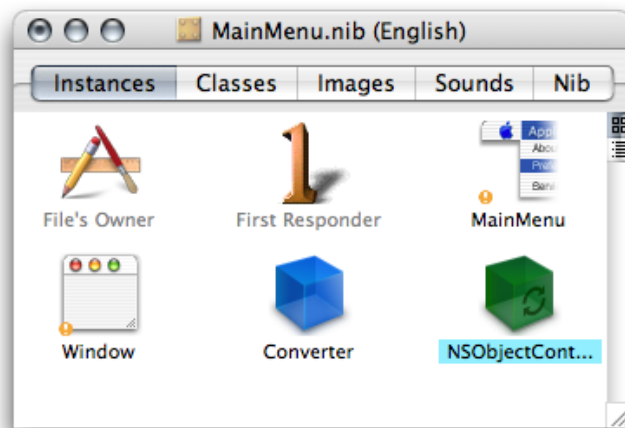 MainMenu.nib (English)
Instances Classes Images Sounds Nib
File's Owner First Responder MainMenu
Window Converter NSObjectCont...